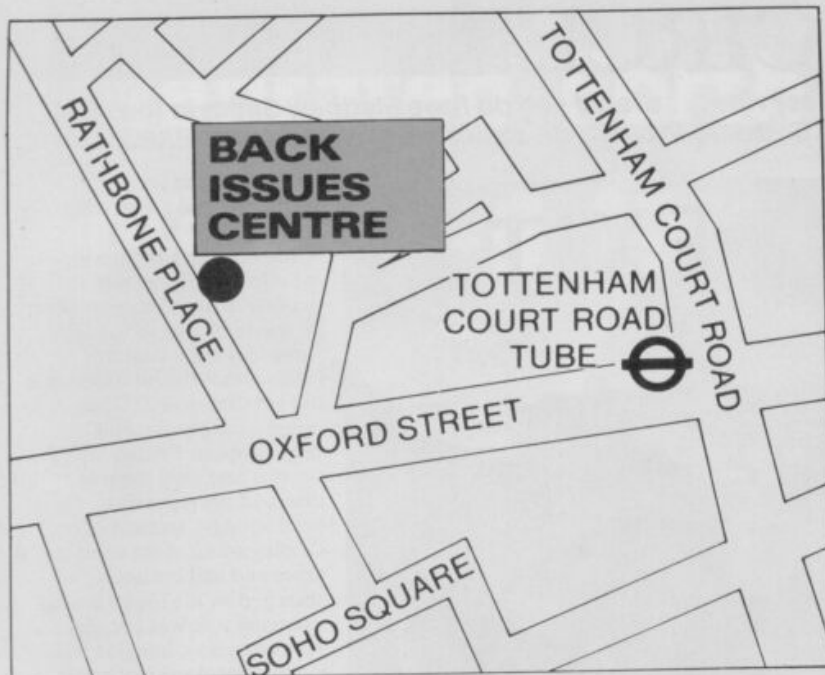 TOTTENHAM COURT ROAD
RATHBONE PLACE
BACK
ISSUES
CENTRE
TOTTENHAM
COURT ROAD
TUBE
OXFORD STREET
SOHO SQUARE